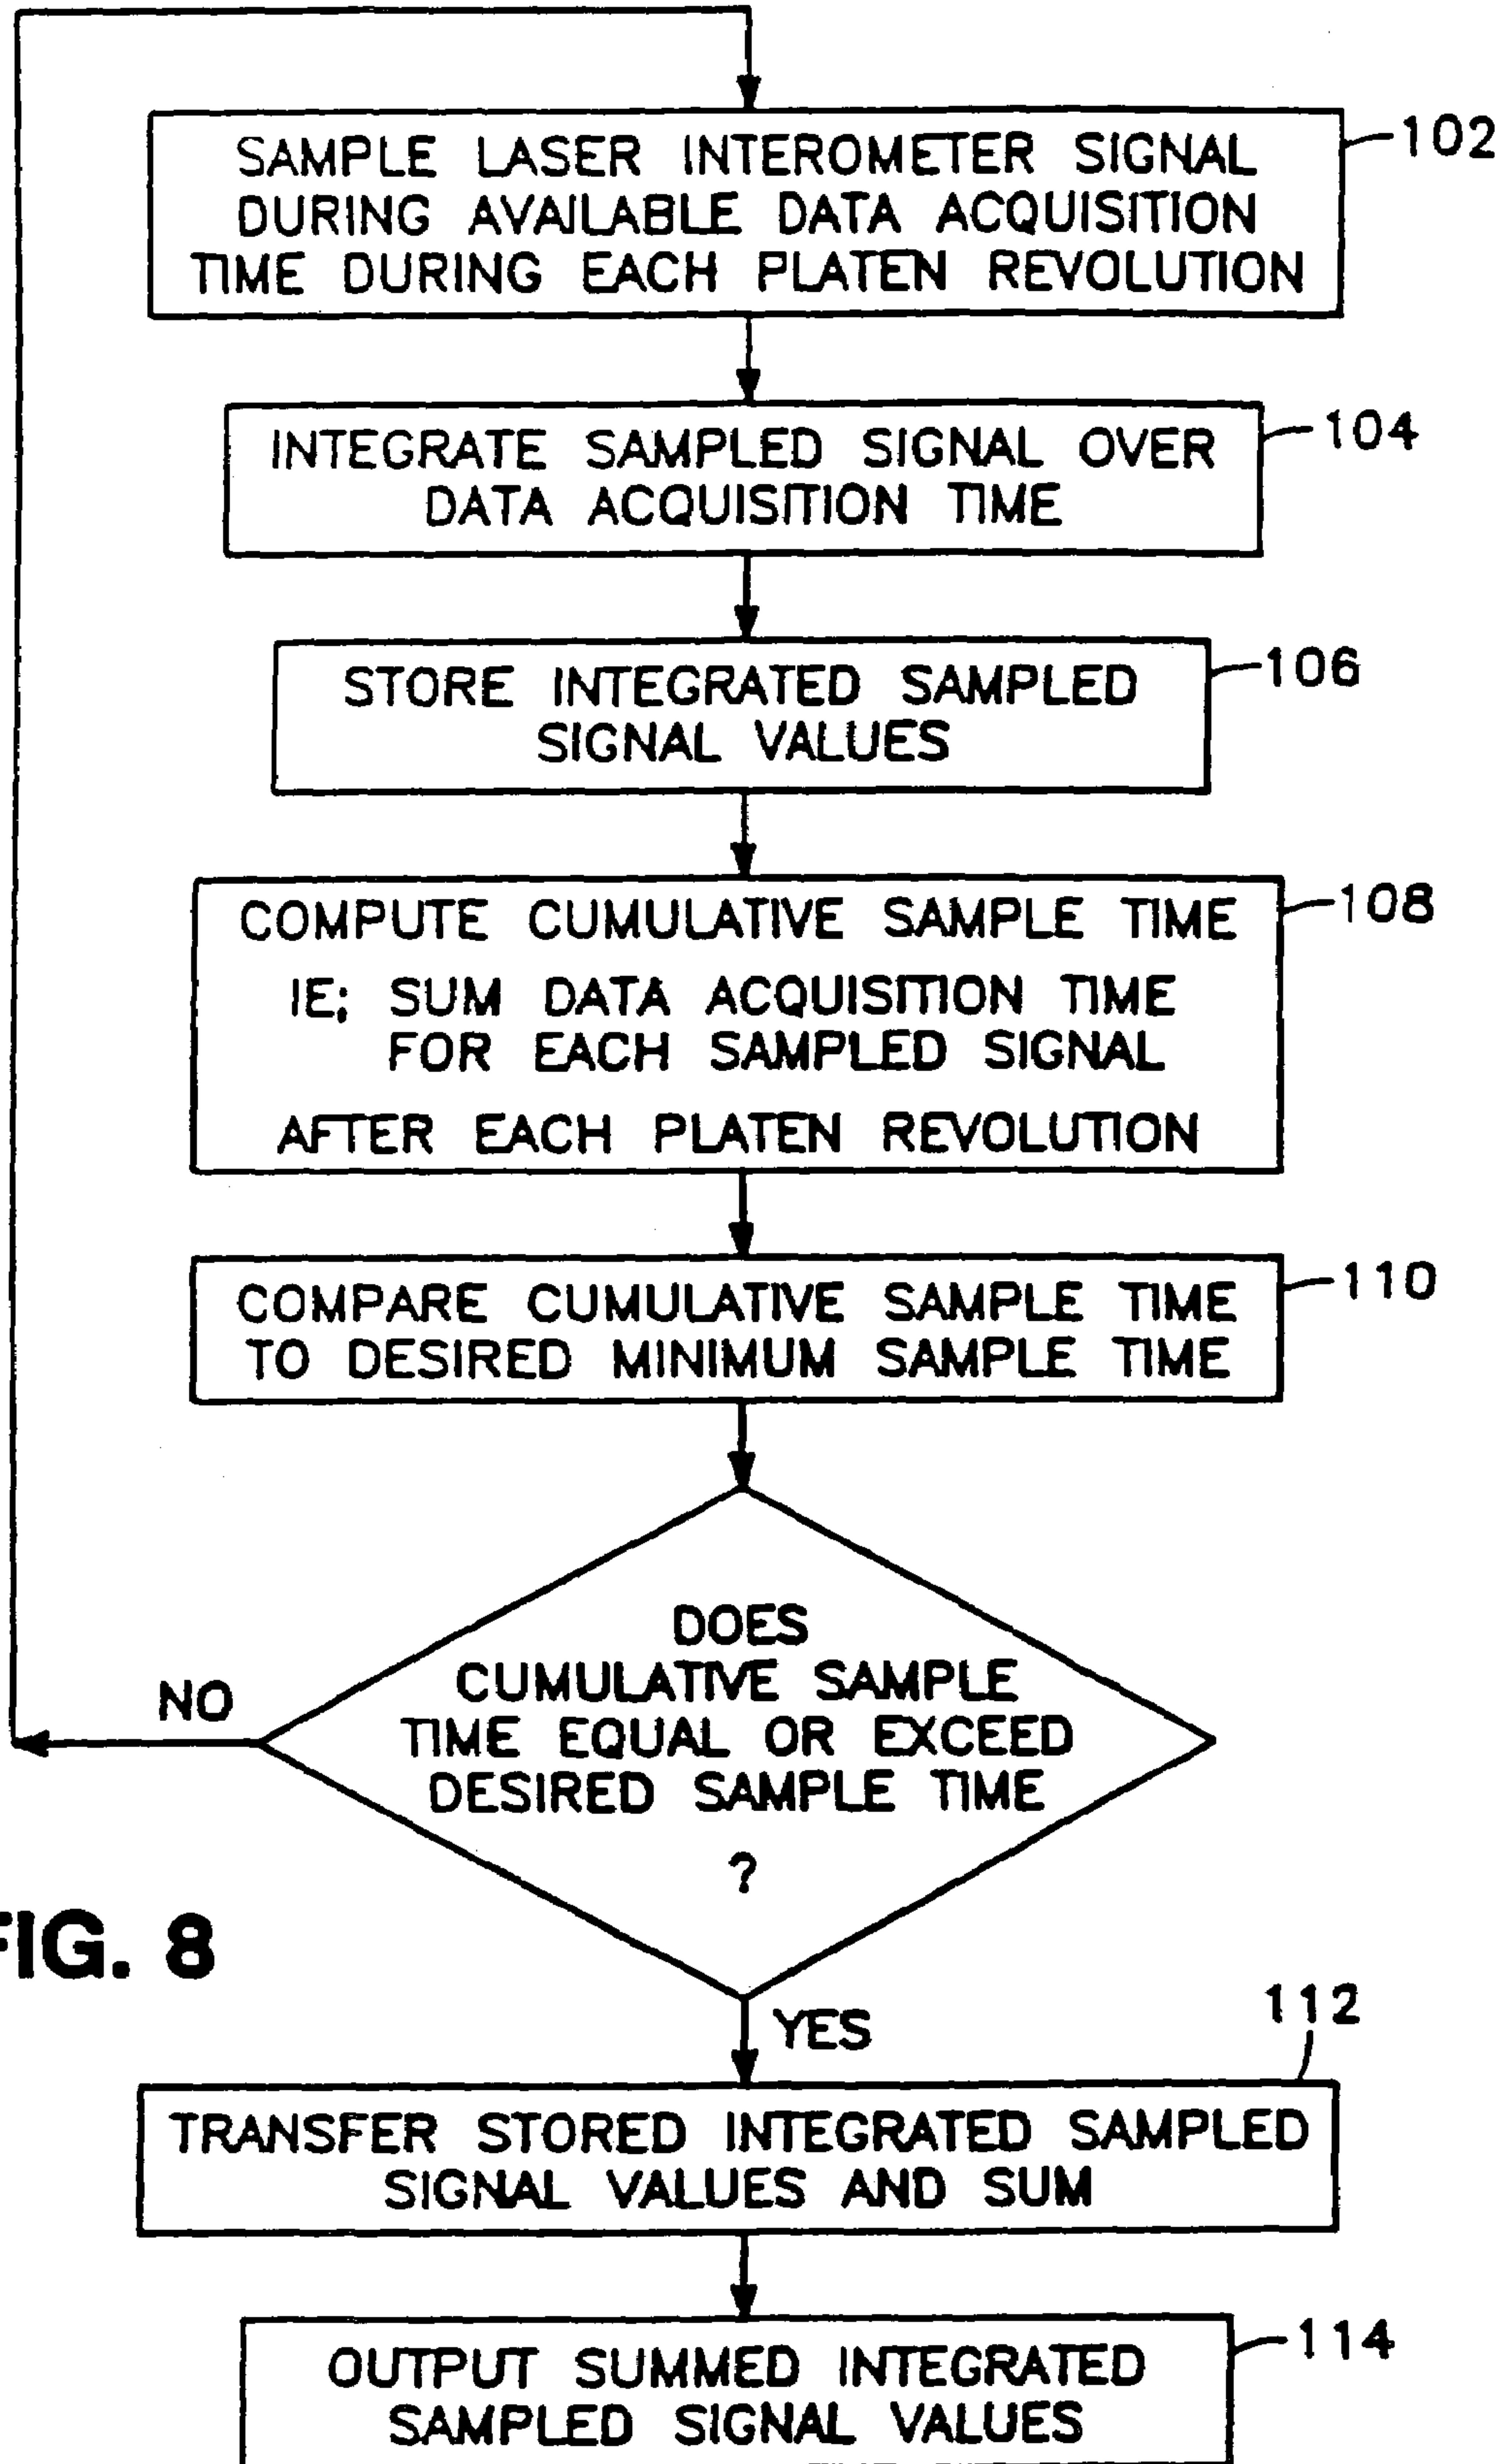 SAMPLE LASER INTEROMETER SIGNAL
DURING AVAILABLE DATA ACQUISITION
TIME DURING EACH PLATEN REVOLUTION
102
INTEGRATE SAMPLED SIGNAL OVER
DATA ACQUISITION TIME
104
STORE INTEGRATED SAMPLED
SIGNAL VALUES
106
COMPUTE CUMULATIVE SAMPLE TIME
IE; SUM DATA ACQUISITION TIME
FOR EACH SAMPLED SIGNAL
AFTER EACH PLATEN REVOLUTION
108
COMPARE CUMULATIVE SAMPLE TIME
TO DESIRED MINIMUM SAMPLE TIME
110
DOES
CUMULATIVE SAMPLE
TIME EQUAL OR EXCEED
DESIRED SAMPLE TIME
?
NO
FIG. 8
YES
112
TRANSFER STORED INTEGRATED SAMPLED
SIGNAL VALUES AND SUM
OUTPUT SUMMED INTEGRATED
SAMPLED SIGNAL VALUES
114